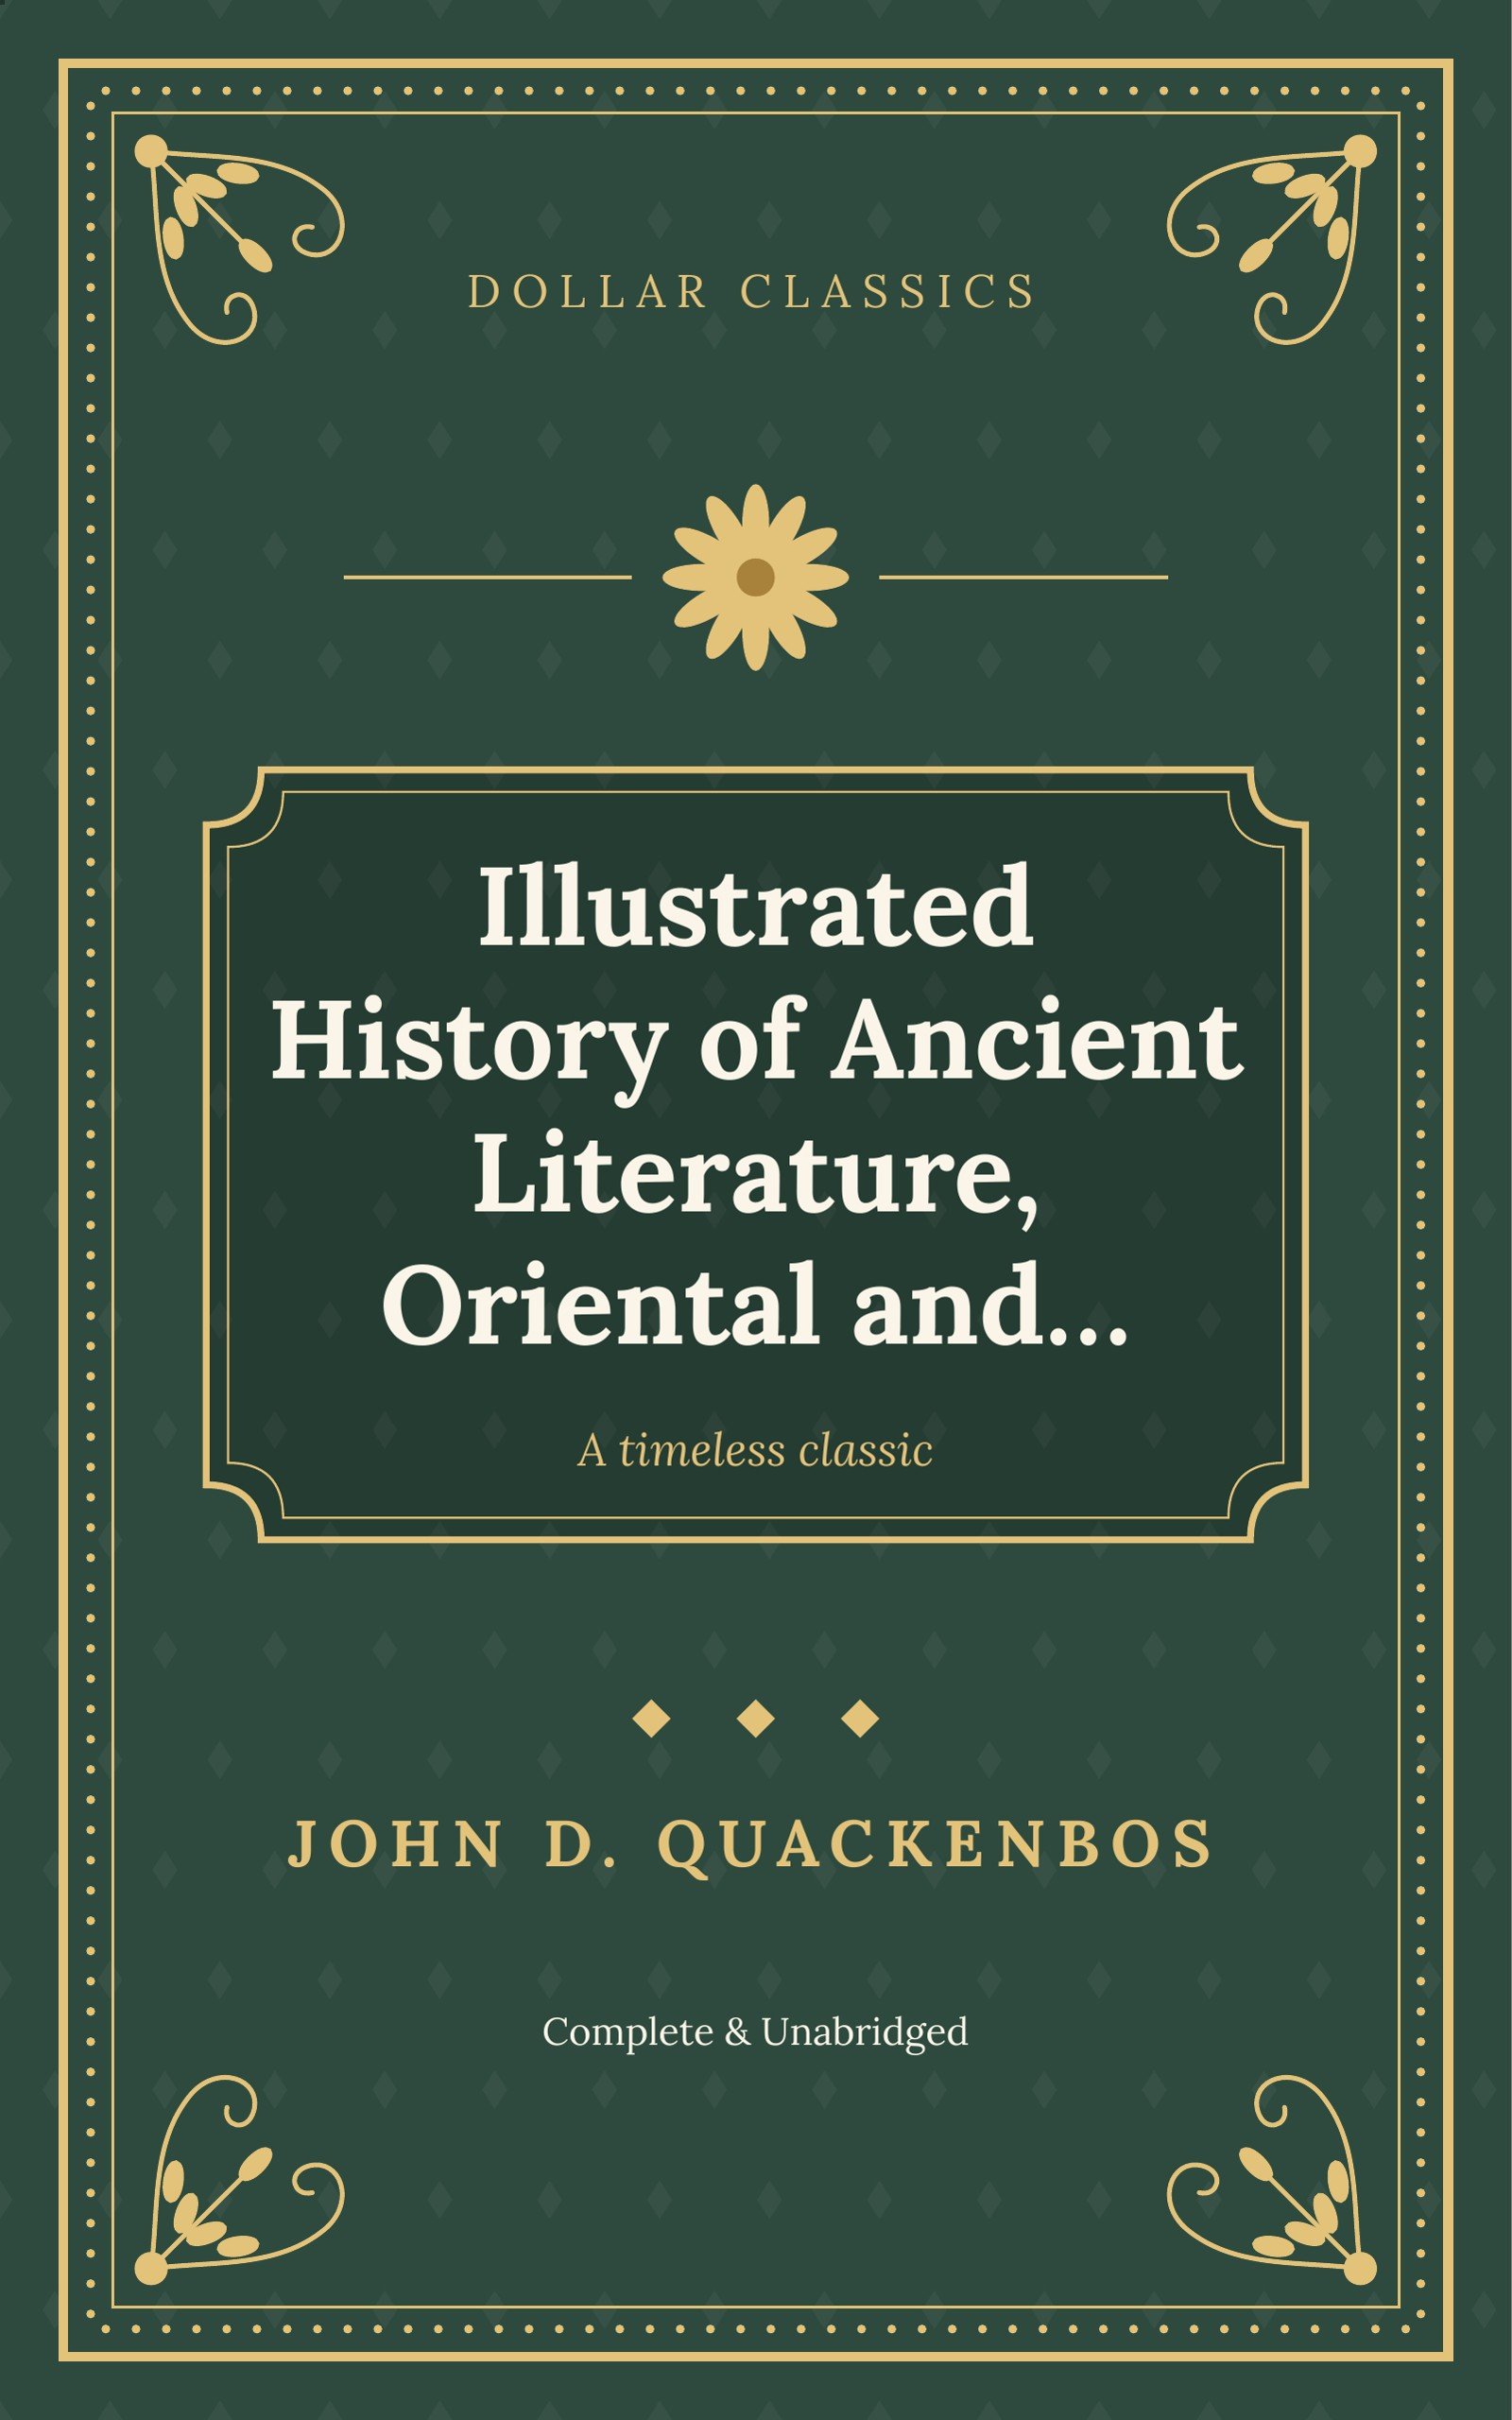 DOLLAR CLASSICS
Illustrated
History of Ancient
Literature,
Oriental and...
A timeless classic
JOHN D. QUACKENBOS
Complete & Unabridged